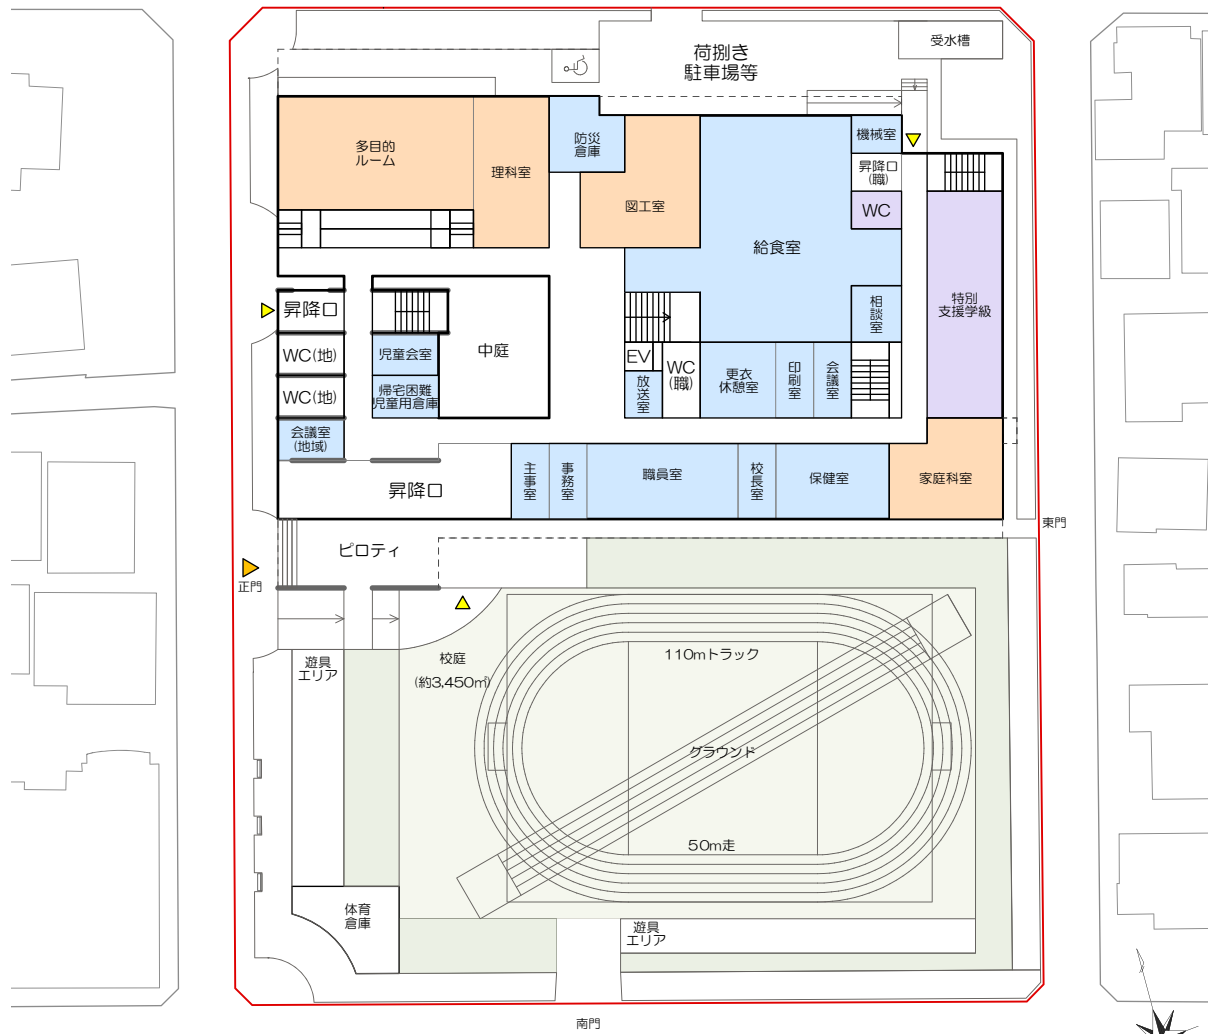 荷捌き
駐車場等
受水槽
多目的
ルーム
理科室
防災
倉庫
図工室
機械室
昇降口
(職)
WC
給食室
特別
支援学級
相
談
室
昇降口
WC(地)
WC(地)
会議室
(地域)
児童会室
帰宅困難
児童用倉庫
中庭
EV
放
送
室
WC
(職)
更衣
休憩室
印
刷
室
会
議
室
昇降口
主
事
室
事
務
室
職員室
校
長
室
保健室
家庭科室
東門
ピロティ
正門
遊具
エリア
校庭
(約3,450㎡)
110mトラック
グラウンド
50m走
体育
倉庫
遊具
エリア
南門